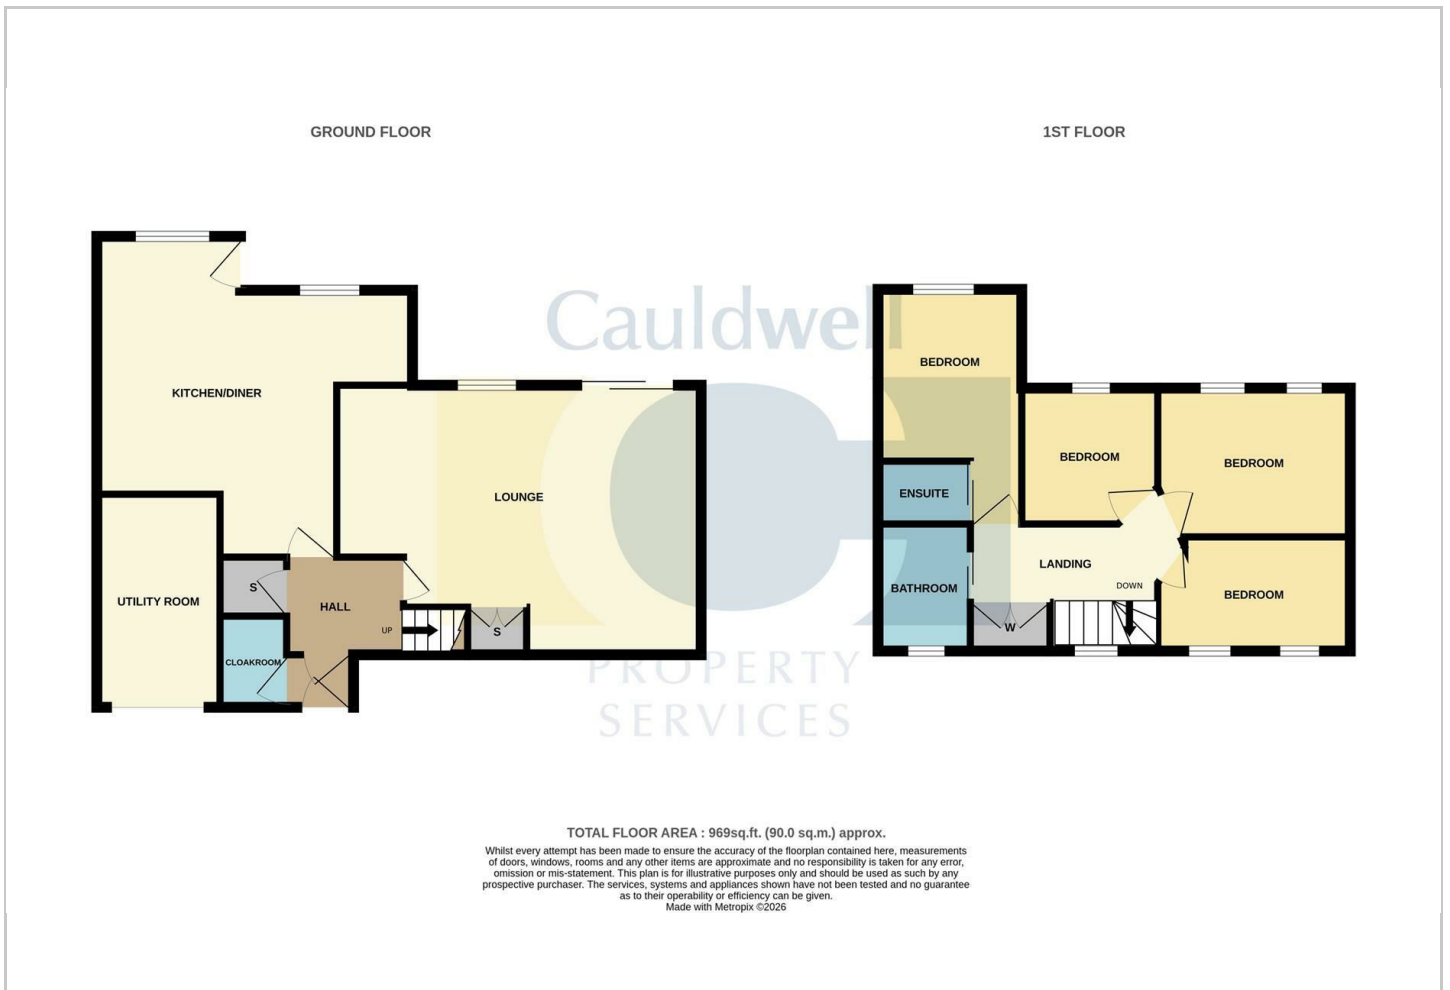 GROUND FLOOR
1ST FLOOR
Cauldwell
PROPERTY
SERVICES
KITCHEN/DINER
LOUNGE
UTILITY ROOM
S
HALL
UP
S
CLOAKROOM
BEDROOM
BEDROOM
BEDROOM
ENSUITE
BATHROOM
LANDING
DOWN
BEDROOM
W
TOTAL FLOOR AREA : 969sq.ft. (90.0 sq.m.) approx.
Whilst every attempt has been made to ensure the accuracy of the floorplan contained here, measurements
of doors, windows, rooms and any other items are approximate and no responsibility is taken for any error,
omission or mis-statement. This plan is for illustrative purposes only and should be used as such by any
prospective purchaser. The services, systems and appliances shown have not been tested and no guarantee
as to their operability or efficiency can be given.
Made with Metropix ©2026